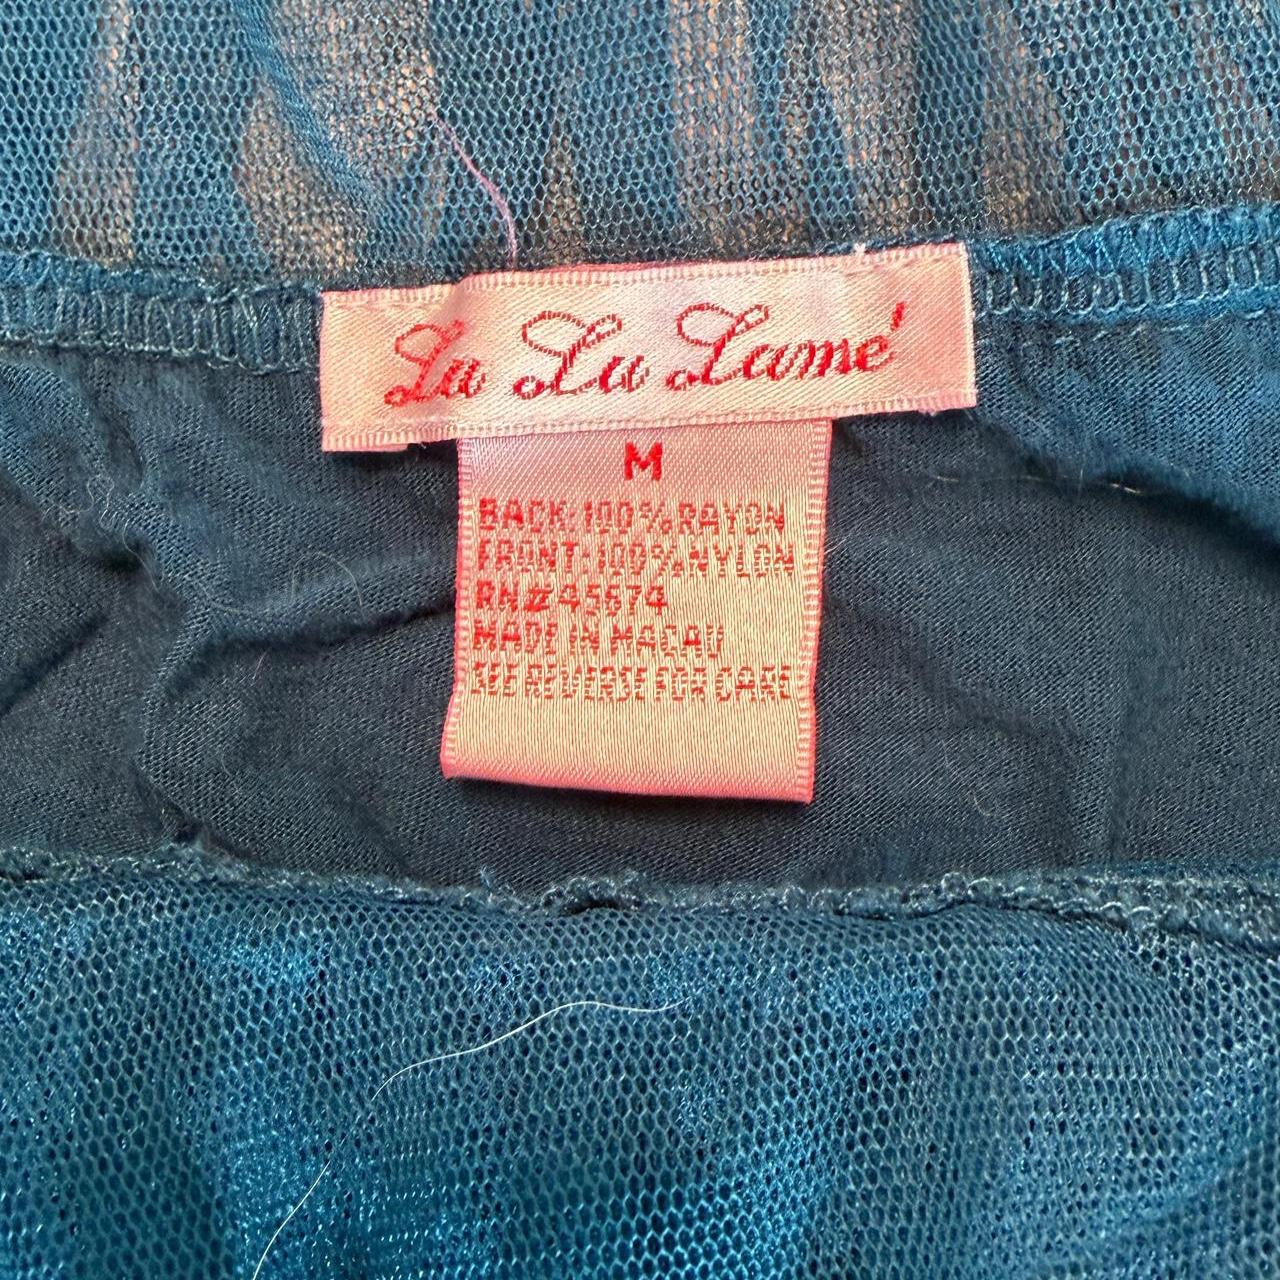 La La Lamé
M
BACK:100%RAYON
FRONT:100%NYLON
RN#45674
MADE IN MACAU
SEE REVERSE FOR CARE